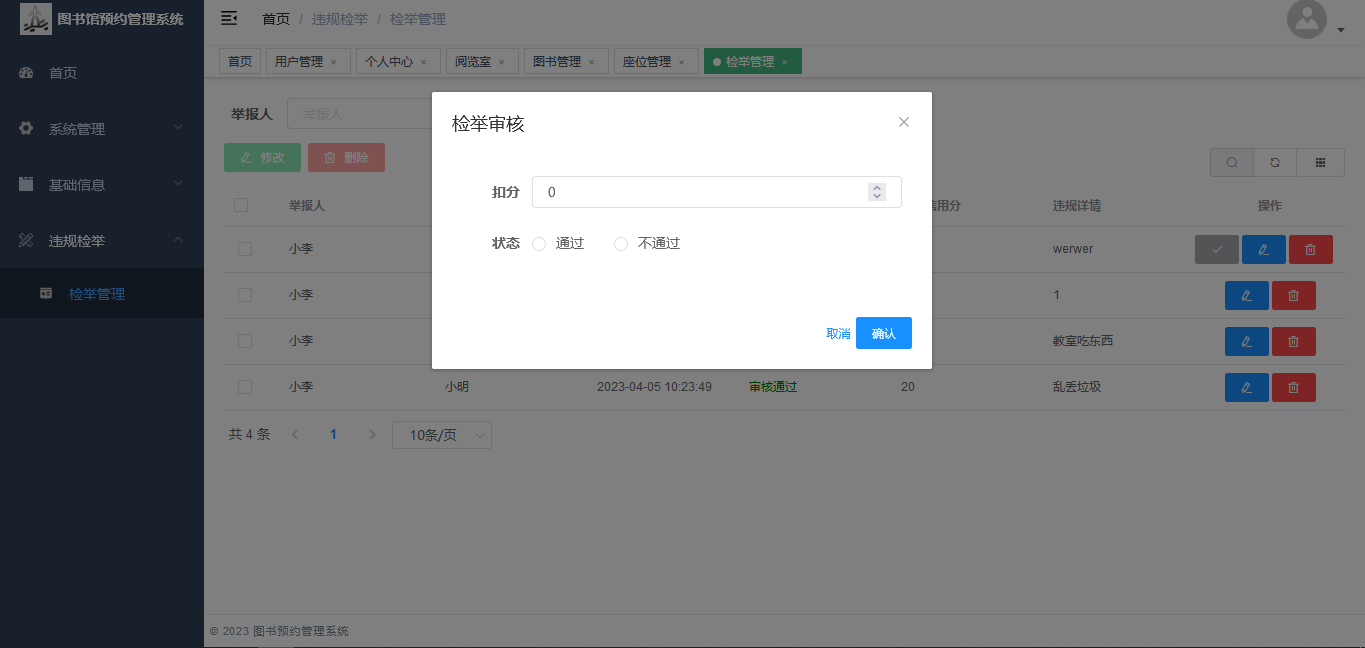 图书馆预约管理系统
首页 / 违规检举 / 检举管理
首页 用户管理 × 个人中心 × 阅览室 × 图书管理 × 座位管理 × 检举管理 ×
首页
系统管理
基础信息
违规检举
检举管理
举报人 举报人
修改 删除
检举审核
扣分 0
状态 通过 不通过
取消 确认
举报人 信用分 违规详情 操作
小李 werwer
小李 1
小李 教室吃东西
小李 小明 2023-04-05 10:23:49 审核通过 20 乱丢垃圾
共 4 条 1 10条/页
© 2023 图书预约管理系统